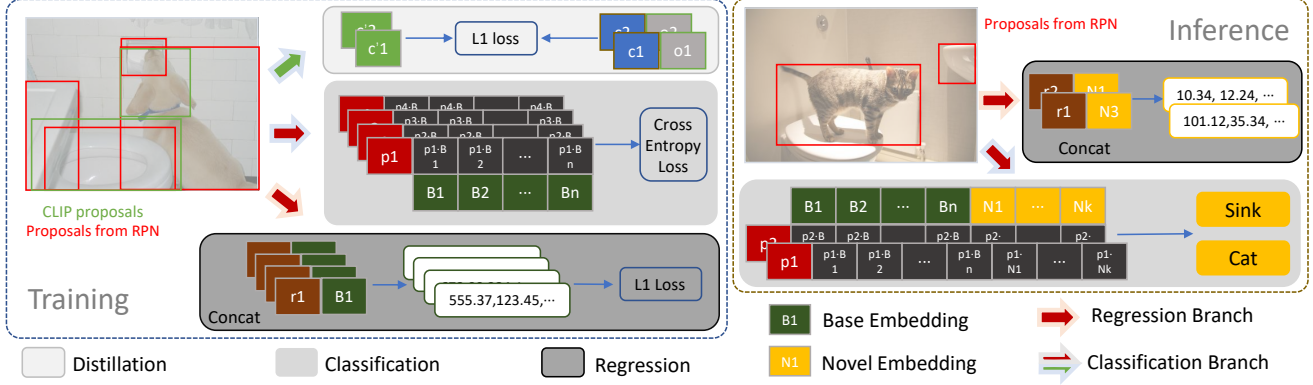 c'2
c'1
L1 loss
c2
o2
c1
o1
p4·B
p4·B
p4·B
p3·B
p3·B
p3·B
p2·B
p2·B
p2·B
p1
p1·B
1
p1·B
2
···
p1·B
n
B1
B2
···
Bn
Cross
Entropy
Loss
CLIP proposals
Proposals from RPN
Training
r1
B1
Concat
555.37,123.45,···
L1 Loss
Proposals from RPN
Inference
r2
N1
r1
N3
10.34, 12.24, ···
101.12,35.34, ···
Concat
B1
B2
···
Bn
N1
···
Nk
p2
p2·B
p2·B
p2·B
p2·
p2·
p1
p1·B
1
p1·B
2
···
p1·B
n
p1·
N1
···
p1·
Nk
Sink
Cat
B1
Base Embedding
Regression Branch
N1
Novel Embedding
Classification Branch
Distillation
Classification
Regression